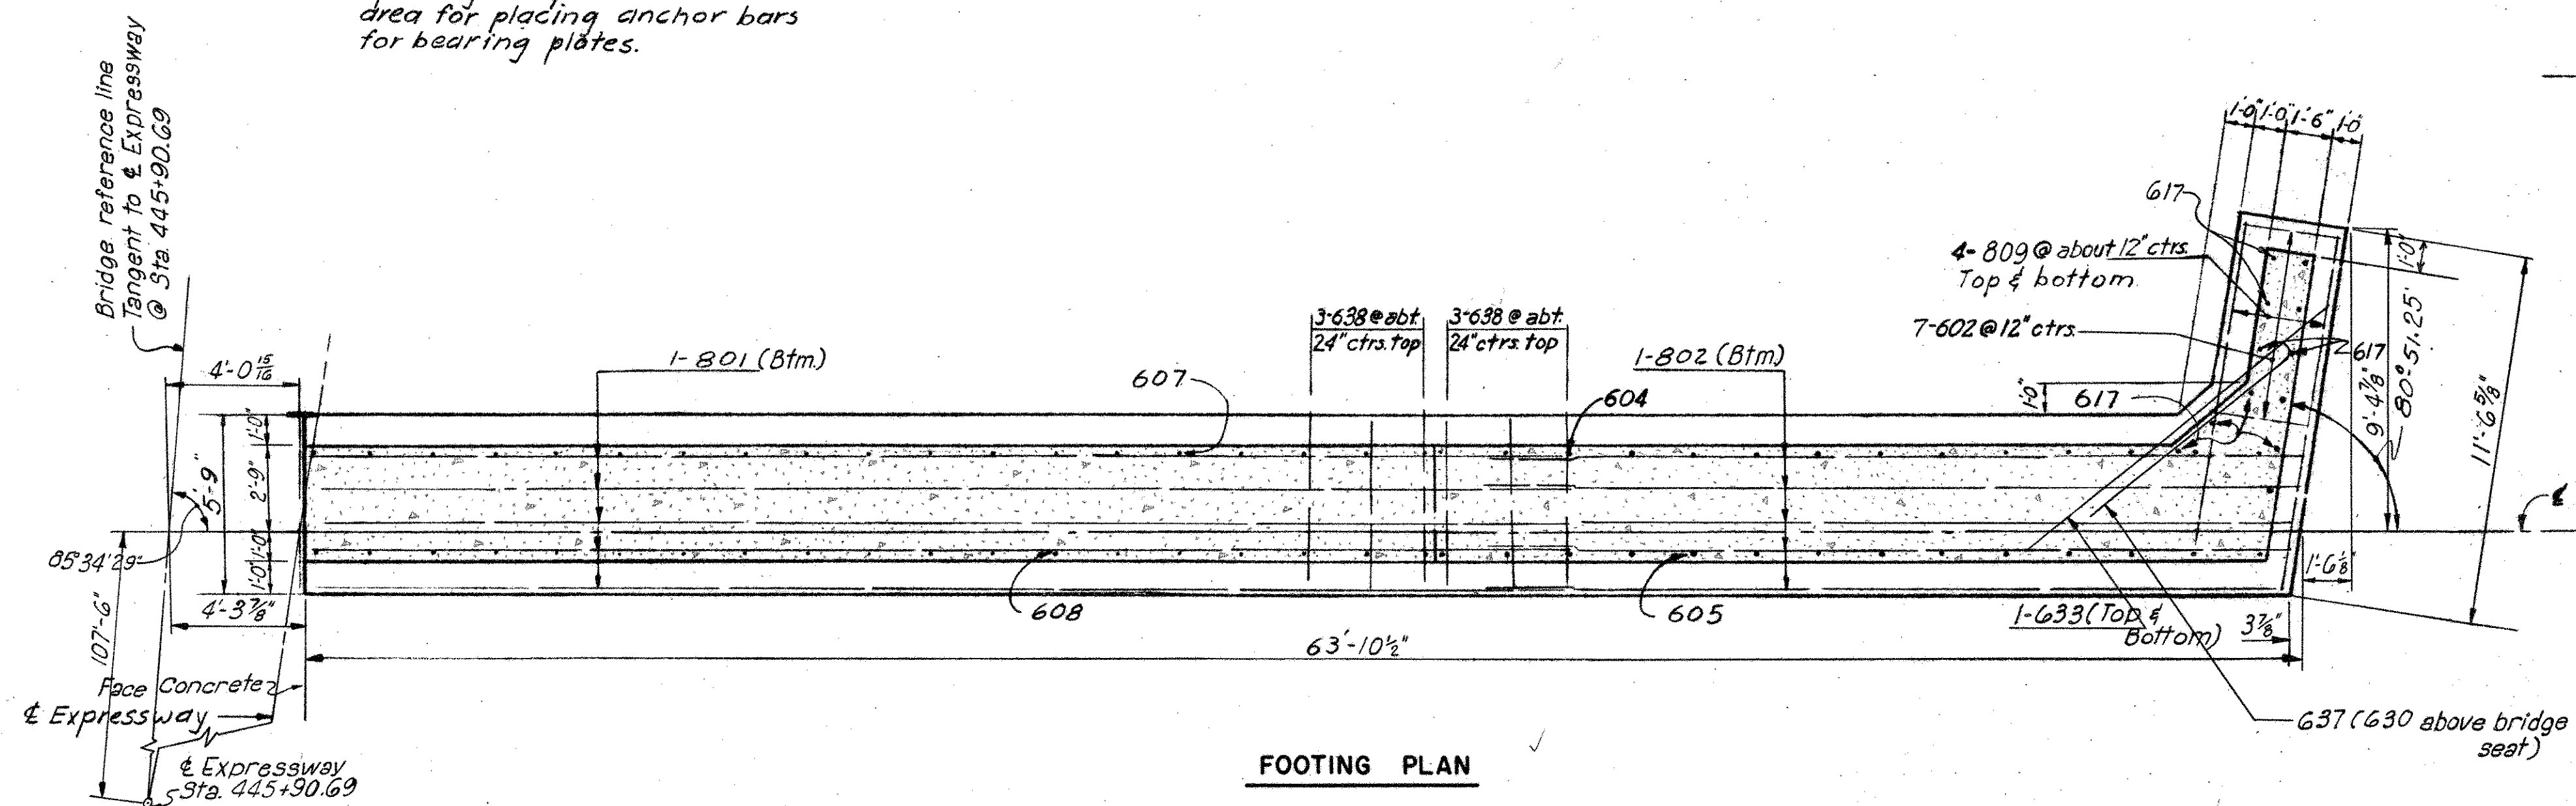 area for placing anchor bars
for bearing plates.
Bridge reference line
Tangent to ℄ Expressway
@ Sta. 445+90.69
1'-0" 1'-0" 1'-6" 1'-0"
617
4-809 @ about 12" ctrs.
Top & bottom
7-602 @ 12" ctrs.
617
1'-0"
80°51.25'
9'-4 7/8"
11'-6 5/8"
1'-0"
617
3-638 @ abt.
24" ctrs. top
3-638 @ abt.
24" ctrs. top
4'-0 15/16
1-801 (Btm.)
607
604
1-802 (Btm.)
5'-9"
1'-0"
2'-9"
1'-0"
1'-0"
85°34'29"
℄
4'-3 7/8"
107'-6"
608
605
1-633 (Top &
Bottom)
3 7/8"
1'-6 1/8"
63'-10 1/2"
Face Concrete
℄ Expressway
637 (630 above bridge
seat)
℄ Expressway
Sta. 445+90.69
FOOTING PLAN